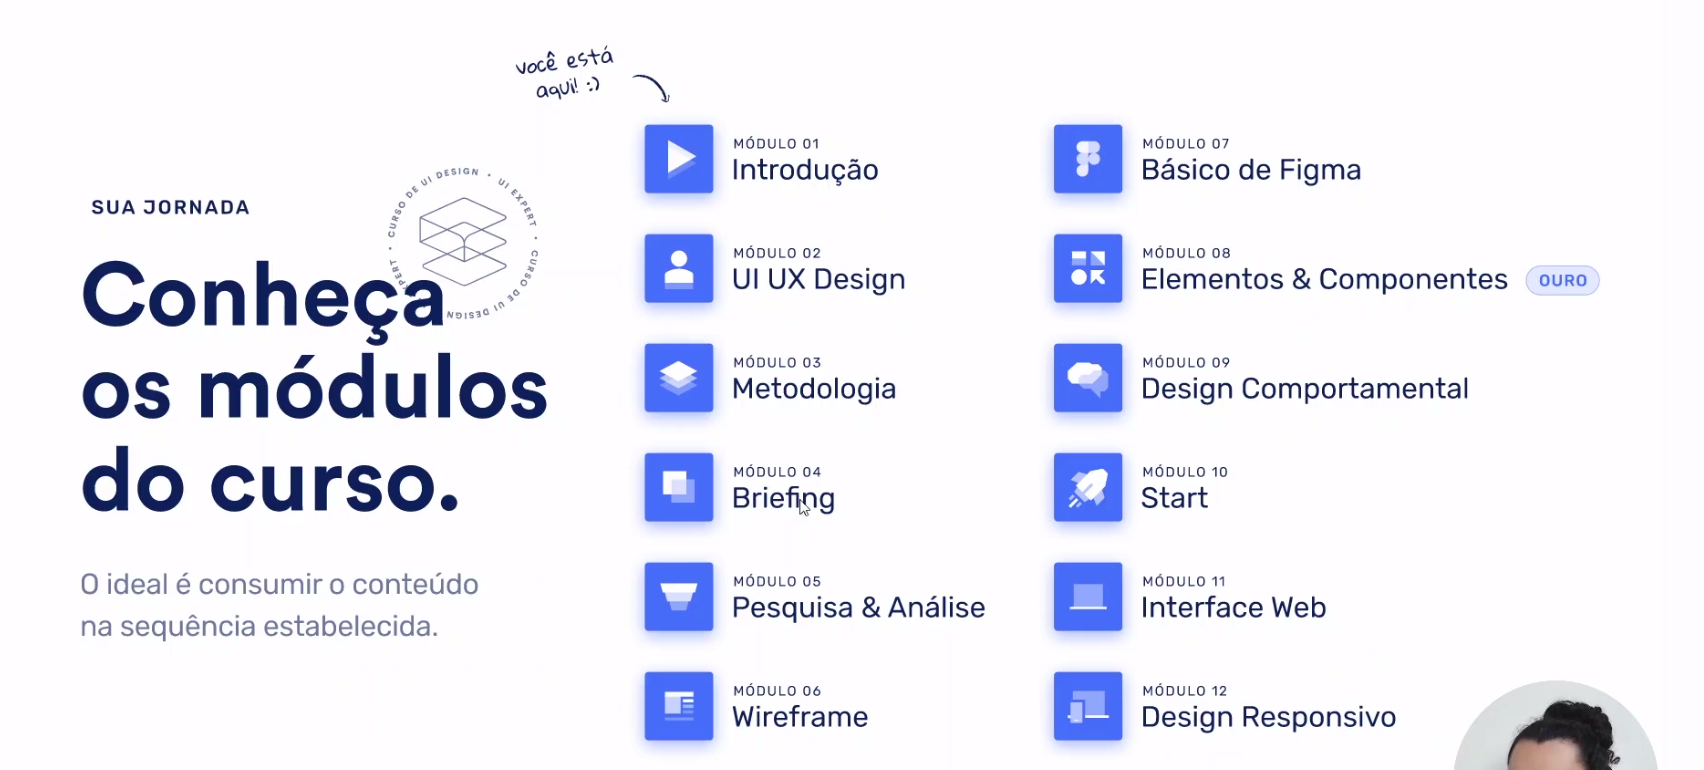 você está
aqui! :)
SUA JORNADA
CURSO DE UI DESIGN • UI EXPERT • CURSO DE UI DESIGN
Conheça
os módulos
do curso.
O ideal é consumir o conteúdo
na sequência estabelecida.
MÓDULO 01
Introdução
MÓDULO 02
UI UX Design
MÓDULO 03
Metodologia
MÓDULO 04
Briefing
MÓDULO 05
Pesquisa & Análise
MÓDULO 06
Wireframe
MÓDULO 07
Básico de Figma
MÓDULO 08
Elementos & Componentes OURO
MÓDULO 09
Design Comportamental
MÓDULO 10
Start
MÓDULO 11
Interface Web
MÓDULO 12
Design Responsivo